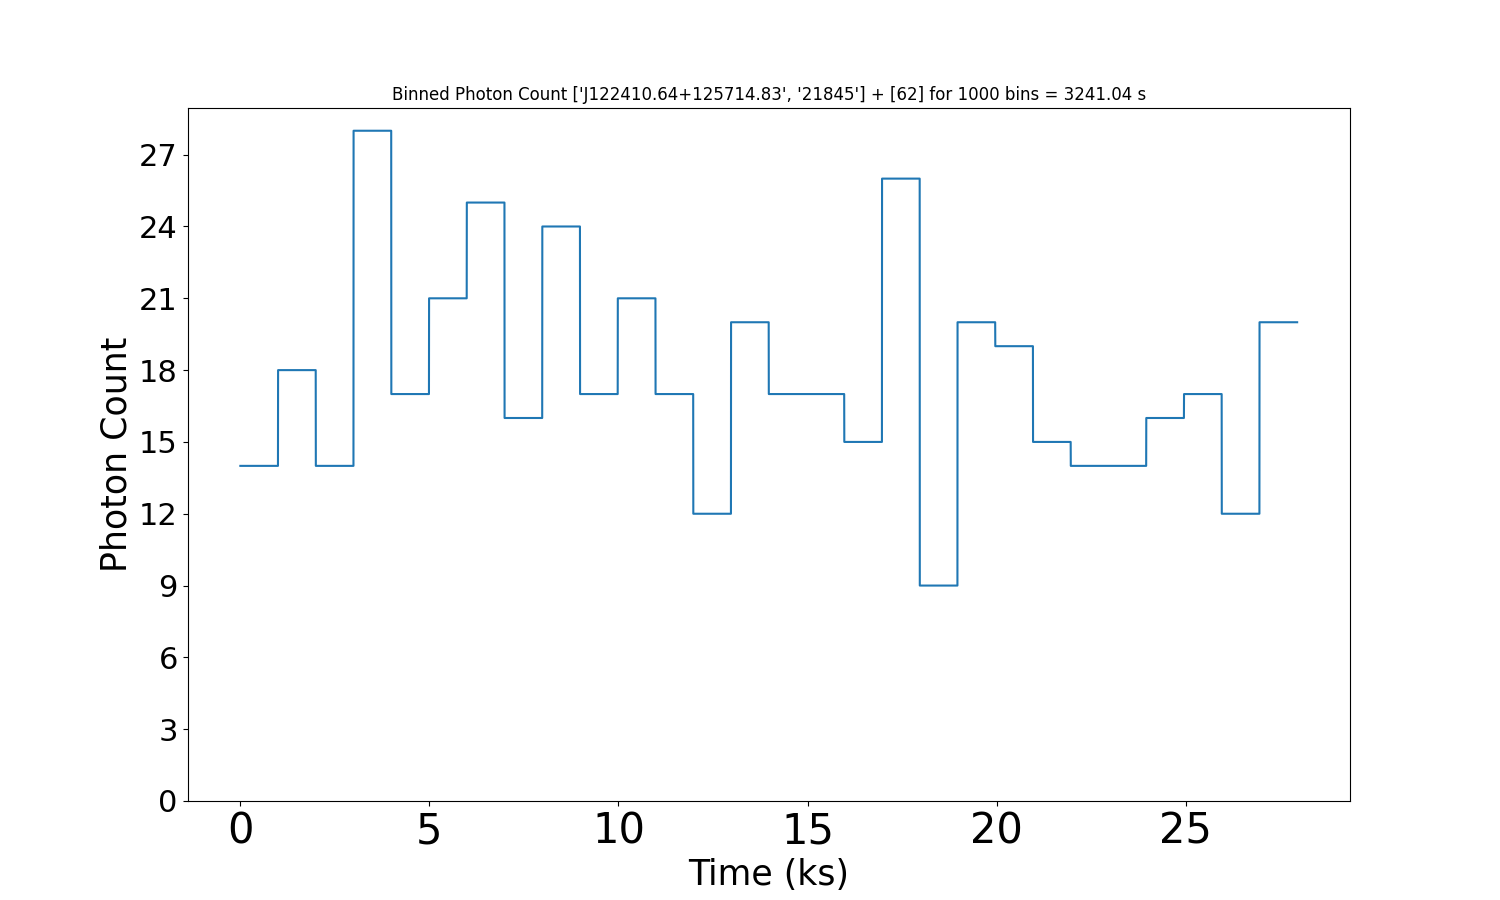 Binned Photon Count ['J122410.64+125714.83', '21845'] + [62] for 1000 bins = 3241.04 s
27
24
21
18
15
12
9
6
3
0
Photon Count
0 5 10 15 20 25
Time (ks)